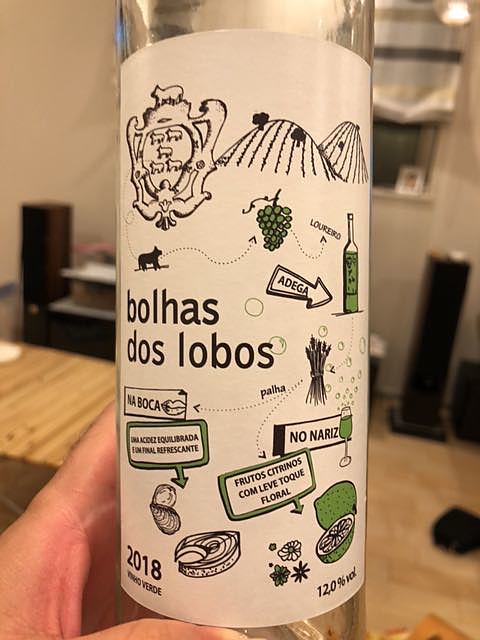 LOUREIRO
ADEGA
bolhas
dos lobos
palha
NA BOCA
NO NARIZ
UMA ACIDEZ EQUILIBRADA
E UM FINAL REFRESCANTE
FRUTOS CITRINOS
COM LEVE TOQUE
FLORAL
2018
VINHO VERDE
12,0 % vol.